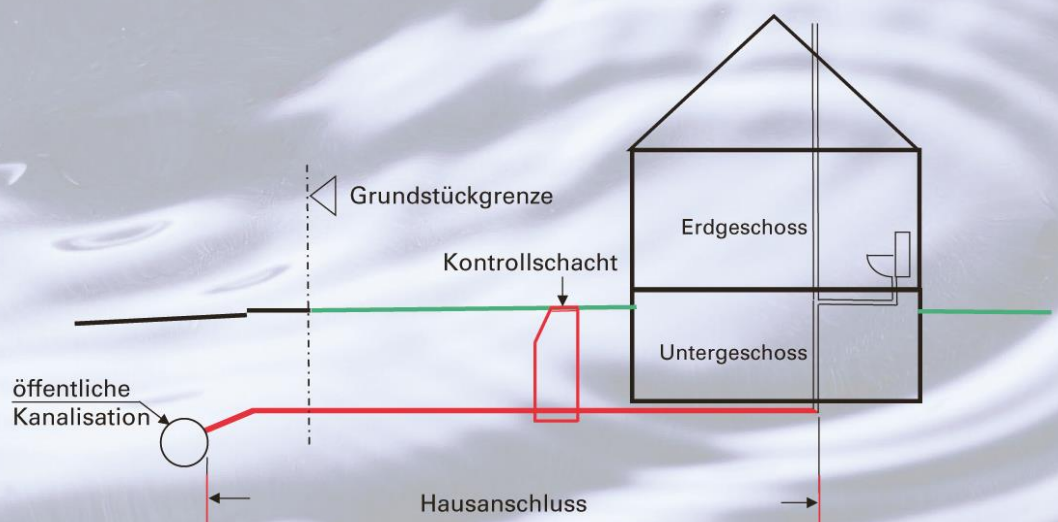 Grundstückgrenze
Erdgeschoss
Kontrollschacht
Untergeschoss
öffentliche
Kanalisation
Hausanschluss